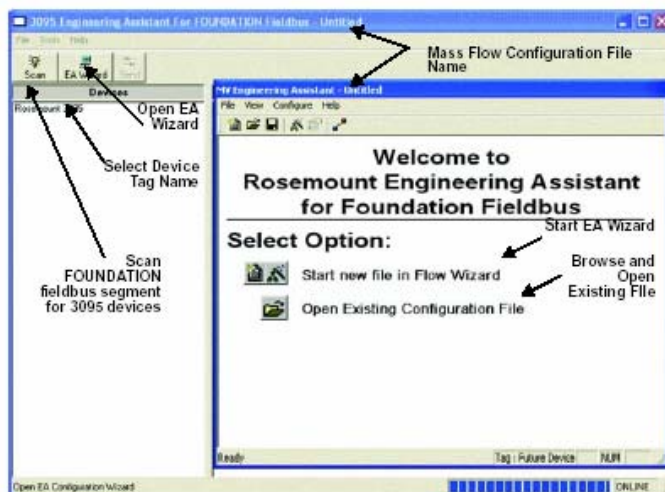 3095 Engineering Assistant For FOUNDATION Fieldbus - Untitled
File Tools Help
Mass Flow Configuration File
Name
Scan EA Wizard Send
Devices
Rosemount 3095
Open EA
Wizard
Select Device
Tag Name
Scan
FOUNDATION
fieldbus segment
for 3095 devices
MV Engineering Assistant - Untitled
File View Configure Help
Welcome to
Rosemount Engineering Assistant
for Foundation Fieldbus
Select Option:
Start EA Wizard
Start new file in Flow Wizard
Browse and
Open
Existing File
Open Existing Configuration File
Ready Tag : Future Device NUM
Open EA Configuration Wizard ONLINE